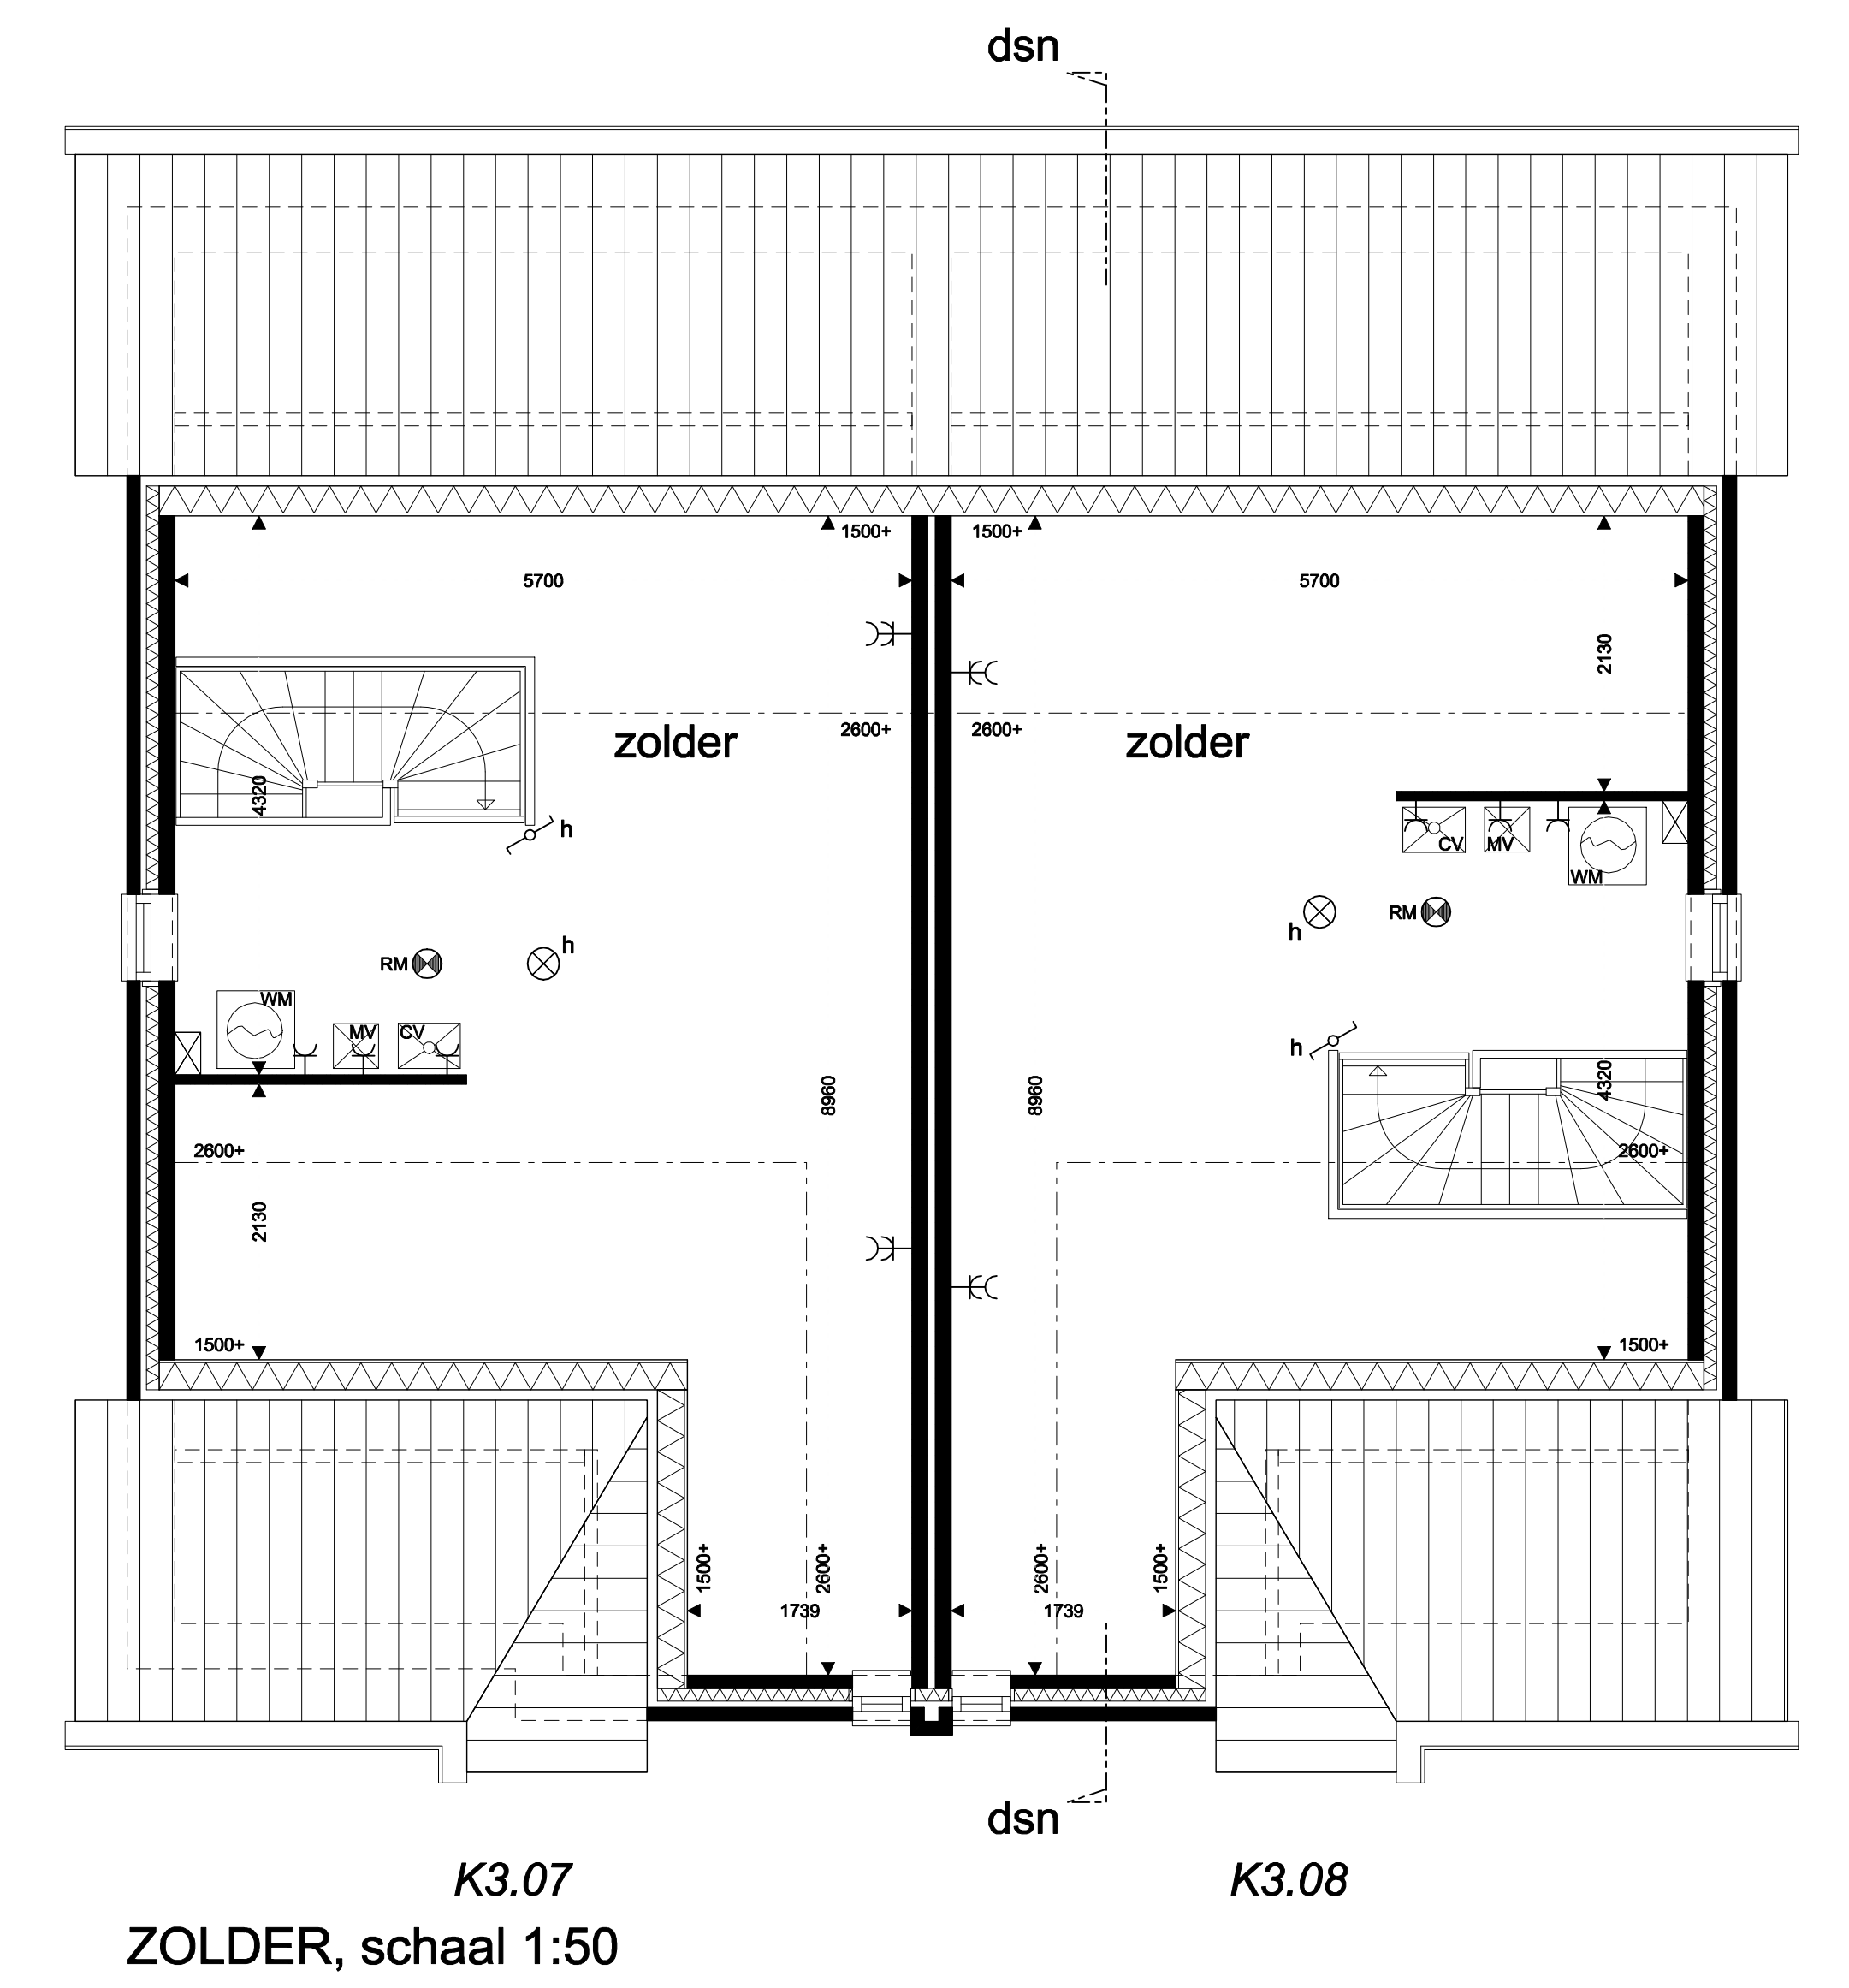 dsn
1500+ 1500+
5700 5700
2130
2600+ 2600+
zolder zolder
4320
h
CV MV
WM
h RM
RM h
WM
MV CV
h
8960 8960 4320
2600+ 2600+
2130
1500+ 1500+
1500+ 2600+ 2600+ 1500+
1739 1739
dsn
K3.07 K3.08
ZOLDER, schaal 1:50